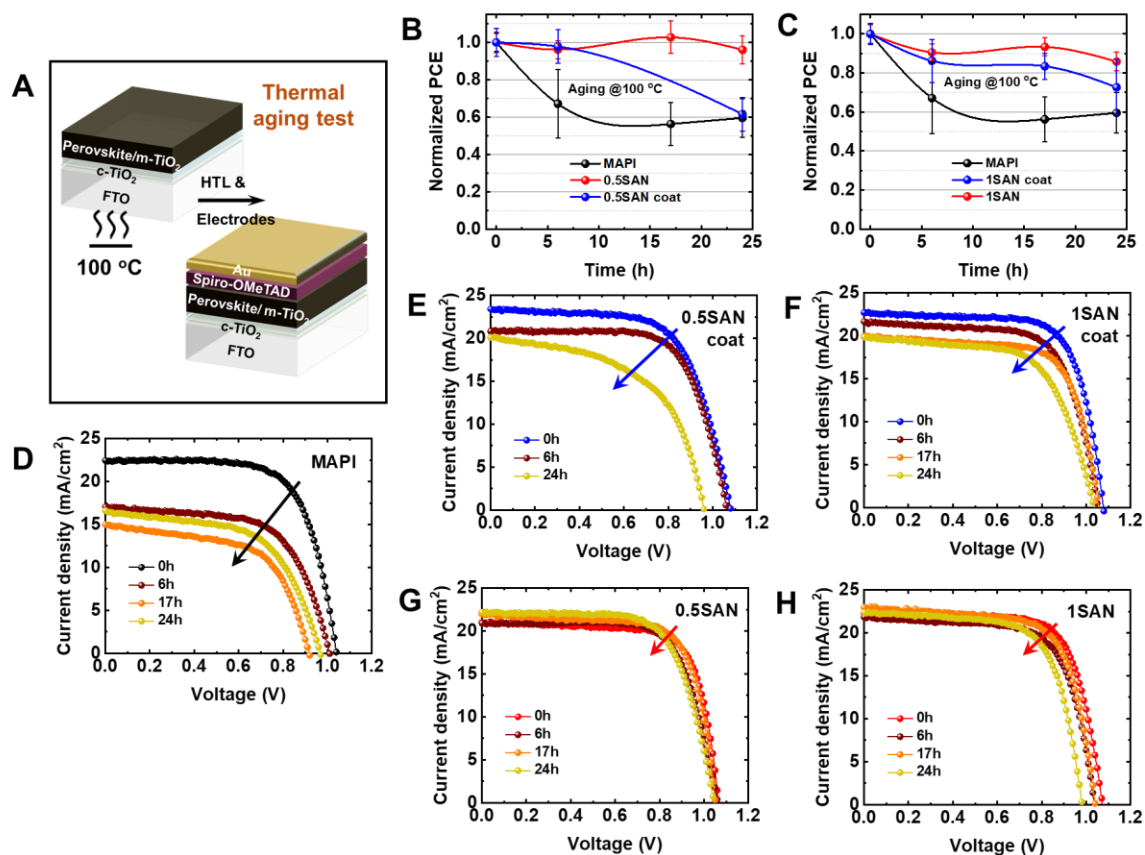 A
Thermal
aging test
Perovskite/m-TiO₂
c-TiO₂
FTO
HTL &
Electrodes
100 °C
Au
Spiro-OMeTAD
Perovskite/ m-TiO₂
c-TiO₂
FTO
B
Normalized PCE
1.0
0.8
0.6
0.4
0.2
0.0
Aging @100 °C
MAPI
0.5SAN
0.5SAN coat
0 5 10 15 20 25
Time (h)
C
Normalized PCE
1.0
0.8
0.6
0.4
0.2
0.0
Aging @100 °C
MAPI
1SAN coat
1SAN
0 5 10 15 20 25
Time (h)
D
Current density (mA/cm²)
25
20
15
10
5
0
MAPI
0h
6h
17h
24h
0.0 0.2 0.4 0.6 0.8 1.0 1.2
Voltage (V)
E
Current density (mA/cm²)
25
20
15
10
5
0
0.5SAN
coat
0h
6h
24h
0.0 0.2 0.4 0.6 0.8 1.0 1.2
Voltage (V)
F
Current density (mA/cm²)
25
20
15
10
5
0
1SAN
coat
0h
6h
17h
24h
0.0 0.2 0.4 0.6 0.8 1.0 1.2
Voltage (V)
G
Current density (mA/cm²)
25
20
15
10
5
0
0.5SAN
0h
6h
17h
24h
0.0 0.2 0.4 0.6 0.8 1.0 1.2
Voltage (V)
H
Current density (mA/cm²)
25
20
15
10
5
0
1SAN
0h
6h
17h
24h
0.0 0.2 0.4 0.6 0.8 1.0 1.2
Voltage (V)